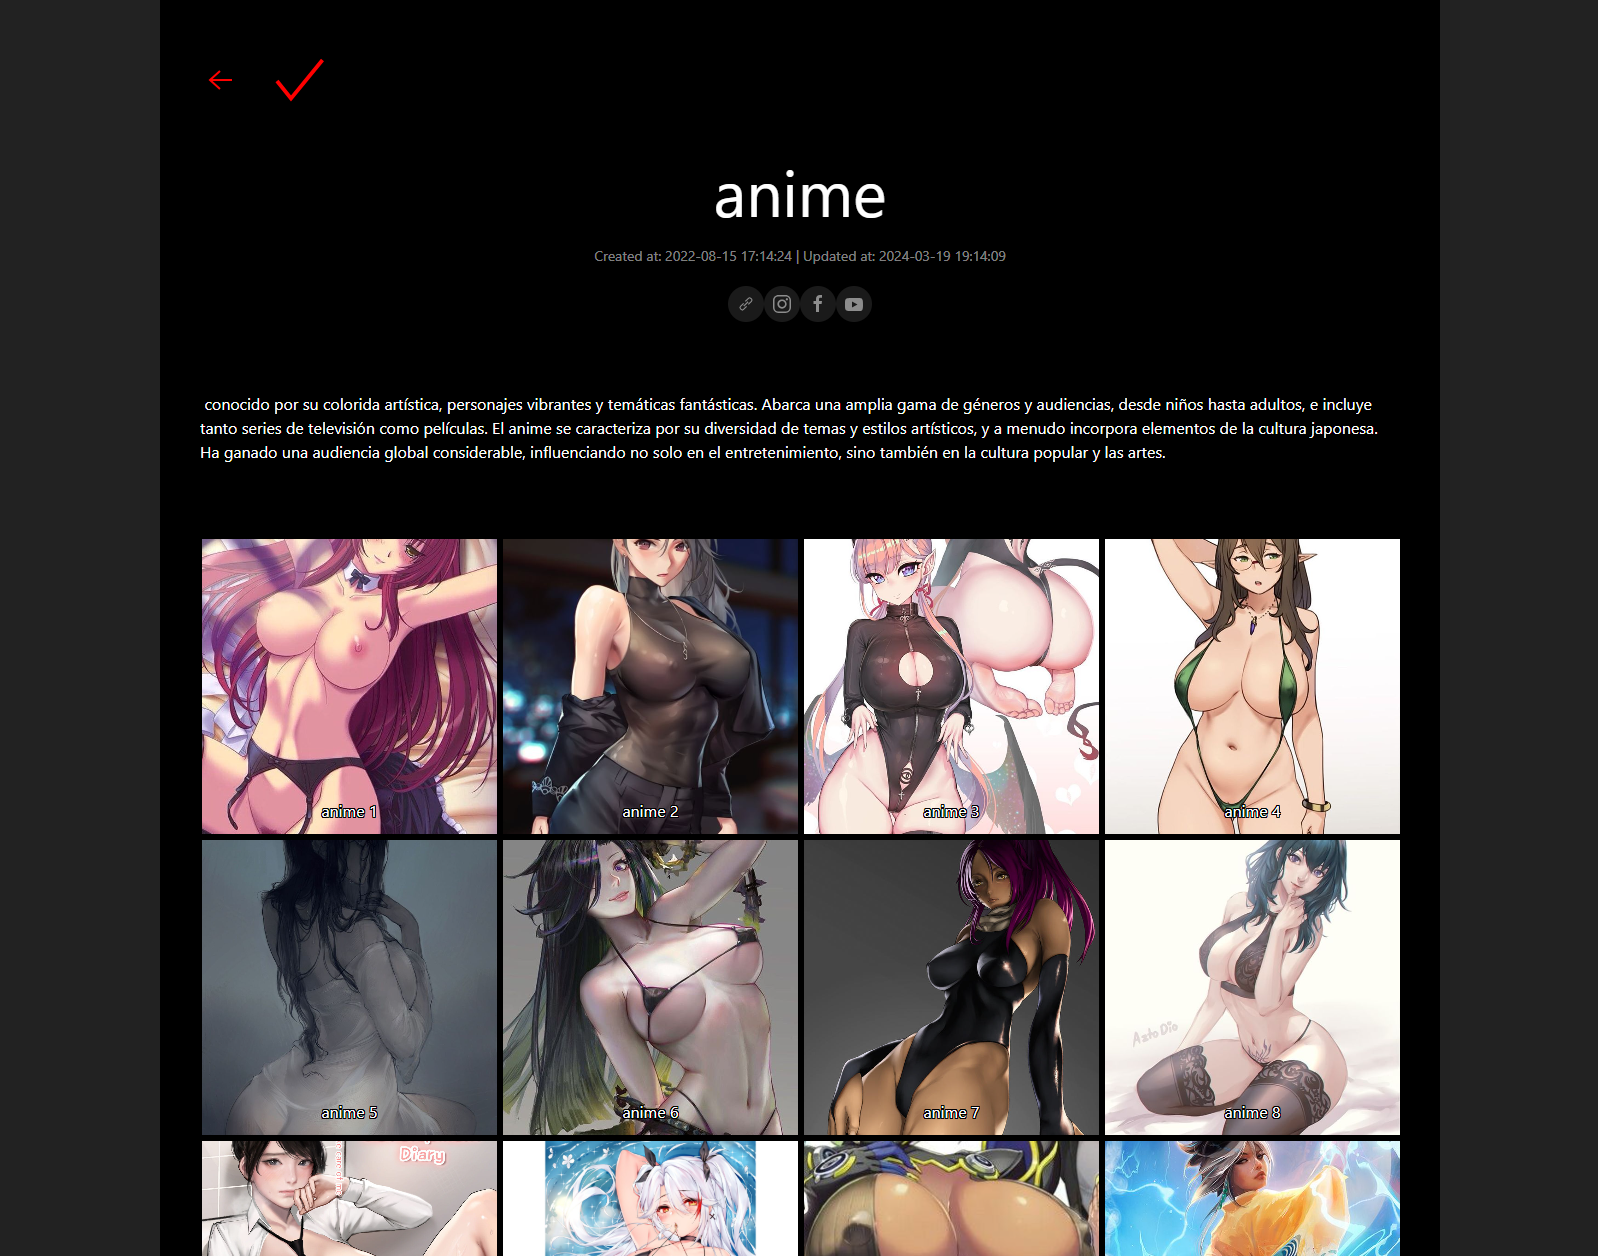 anime
Created at: 2022-08-15 17:14:24 | Updated at: 2024-03-19 19:14:09
conocido por su colorida artística, personajes vibrantes y temáticas fantásticas. Abarca una amplia gama de géneros y audiencias, desde niños hasta adultos, e incluye
tanto series de televisión como películas. El anime se caracteriza por su diversidad de temas y estilos artísticos, y a menudo incorpora elementos de la cultura japonesa.
Ha ganado una audiencia global considerable, influenciando no solo en el entretenimiento, sino también en la cultura popular y las artes.
anime 1
anime 2
anime 3
anime 4
AztoDio
anime 5
anime 6
anime 7
anime 8
Diary